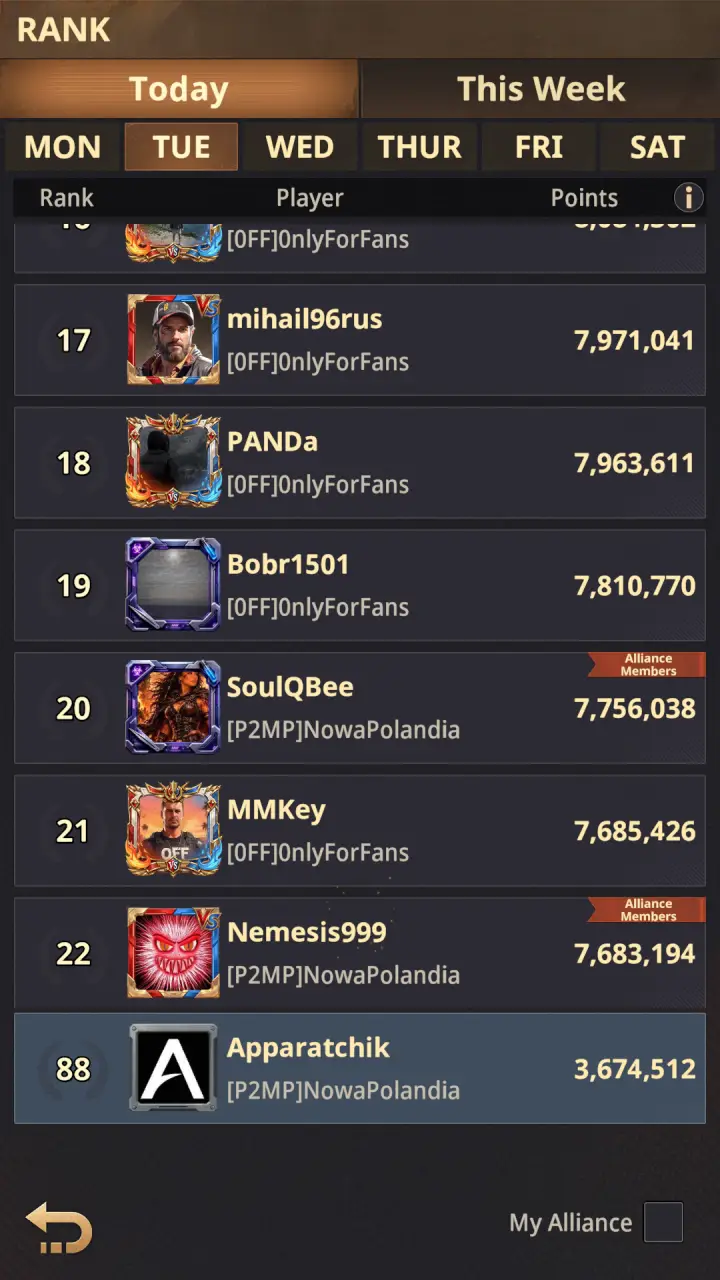 RANK
Today
This Week
MON
TUE
WED
THUR
FRI
SAT
Rank
Player
Points
[0FF]0nlyForFans
17
mihail96rus
[0FF]0nlyForFans
7,971,041
18
PANDa
[0FF]0nlyForFans
7,963,611
19
Bobr1501
[0FF]0nlyForFans
7,810,770
Alliance
Members
20
SoulQBee
[P2MP]NowaPolandia
7,756,038
21
MMKey
[0FF]0nlyForFans
7,685,426
OFF
Alliance
Members
22
Nemesis999
[P2MP]NowaPolandia
7,683,194
88
Apparatchik
[P2MP]NowaPolandia
3,674,512
My Alliance